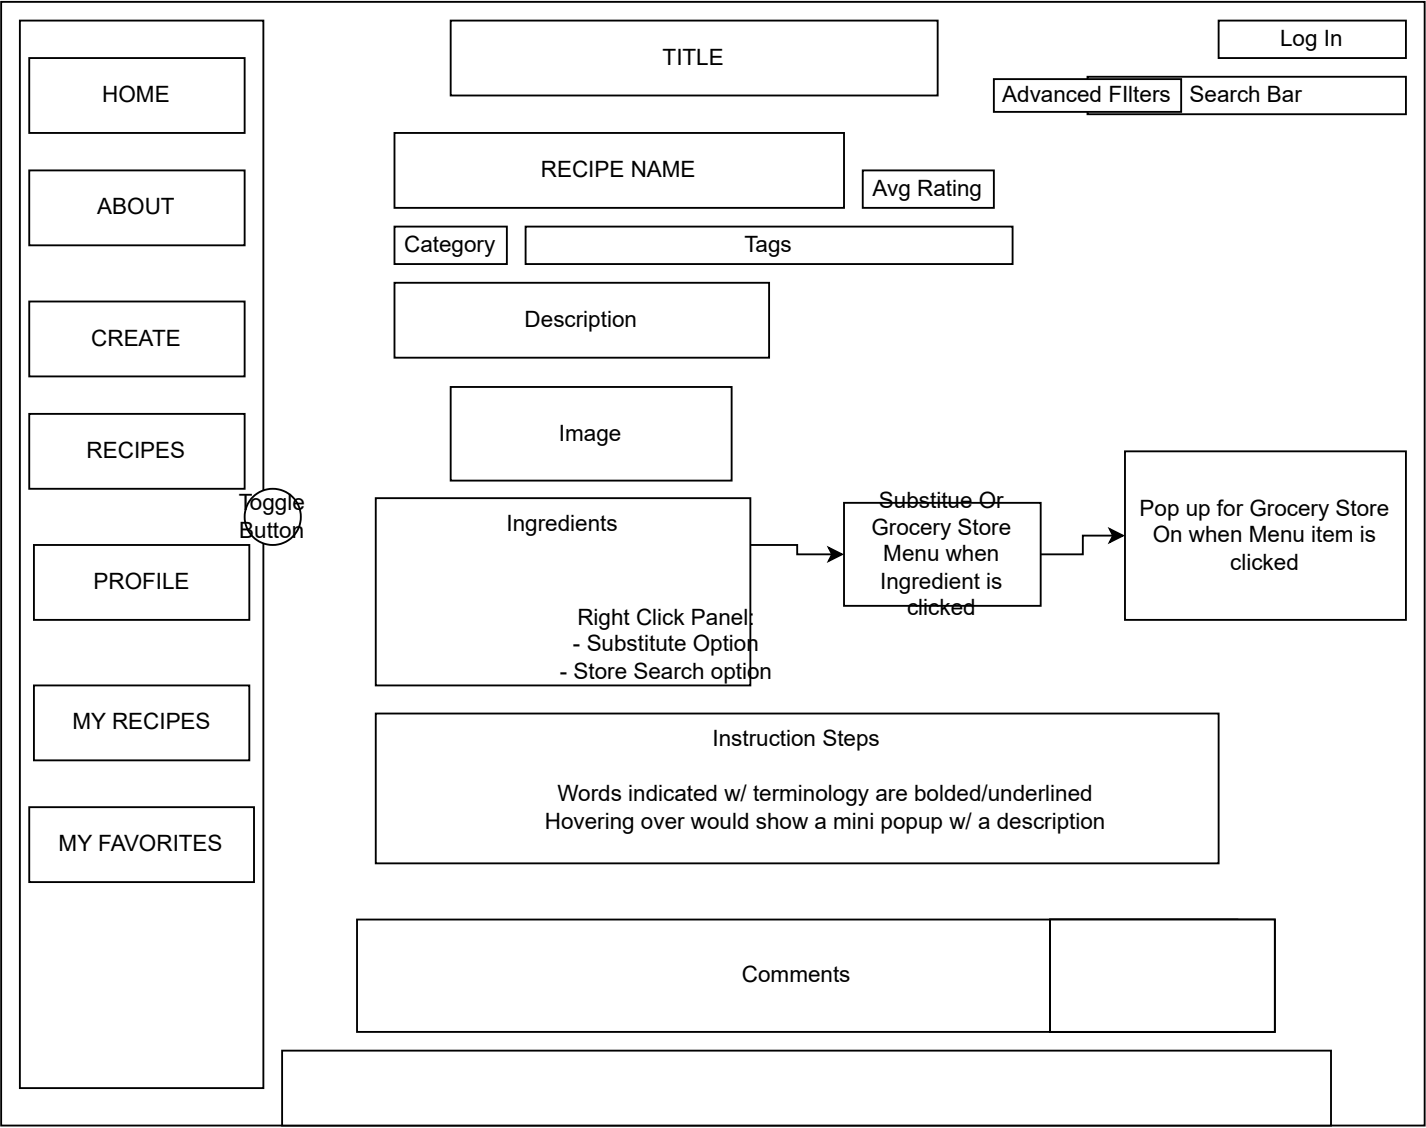 TITLE
Log In
Advanced FIlters
Search Bar
HOME
ABOUT
CREATE
RECIPES
Toggle
Button
PROFILE
MY RECIPES
MY FAVORITES
RECIPE NAME
Avg Rating
Category
Tags
Description
Image
Ingredients
Right Click Panel:
- Substitute Option
- Store Search option
Substitue Or
Grocery Store
Menu when
Ingredient is
clicked
Pop up for Grocery Store
On when Menu item is
clicked
Instruction Steps
Words indicated w/ terminology are bolded/underlined
Hovering over would show a mini popup w/ a description
Comments